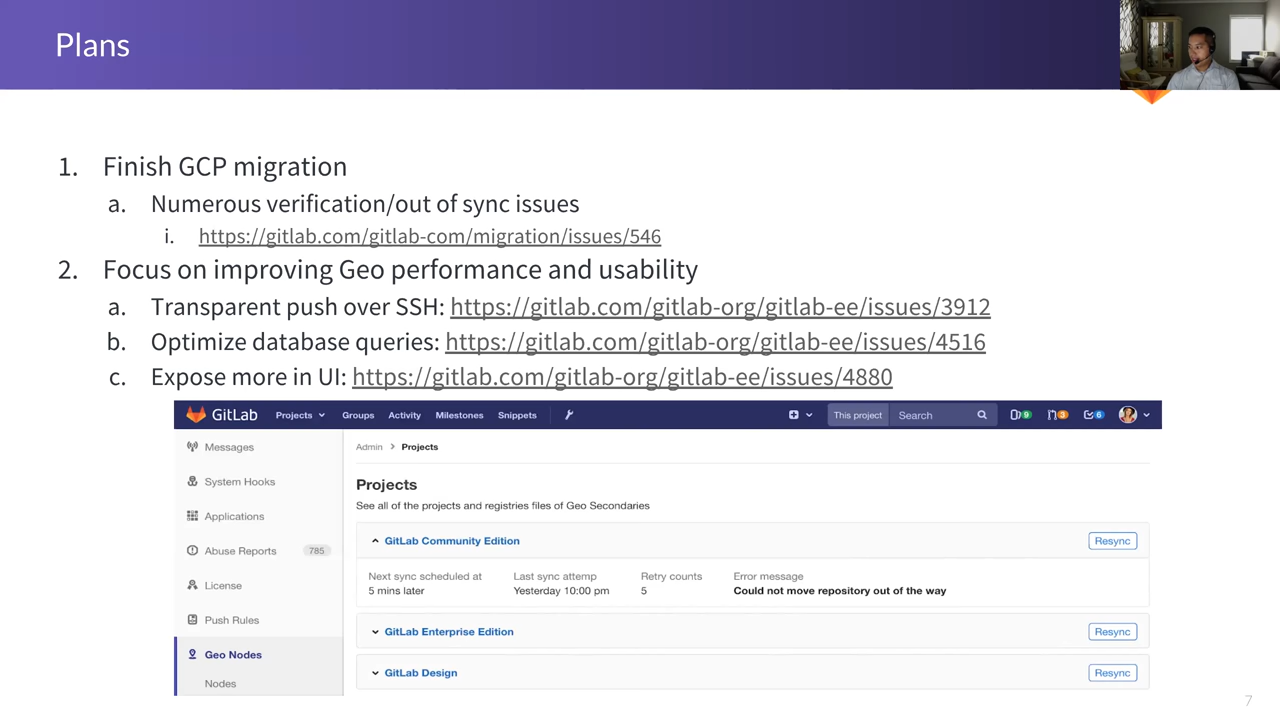 Plans
1. Finish GCP migration
a. Numerous verification/out of sync issues
i. https://gitlab.com/gitlab-com/migration/issues/546
2. Focus on improving Geo performance and usability
a. Transparent push over SSH: https://gitlab.com/gitlab-org/gitlab-ee/issues/3912
b. Optimize database queries: https://gitlab.com/gitlab-org/gitlab-ee/issues/4516
c. Expose more in UI: https://gitlab.com/gitlab-org/gitlab-ee/issues/4880
GitLab Projects Groups Activity Milestones Snippets This project Search 9 3 6
Messages
System Hooks
Applications
Abuse Reports 785
License
Push Rules
Geo Nodes
Nodes
Admin > Projects
Projects
See all of the projects and registries files of Geo Secondaries
GitLab Community Edition Resync
Next sync scheduled at Last sync attemp Retry counts Error message
5 mins later Yesterday 10:00 pm 5 Could not move repository out of the way
GitLab Enterprise Edition Resync
GitLab Design Resync
7